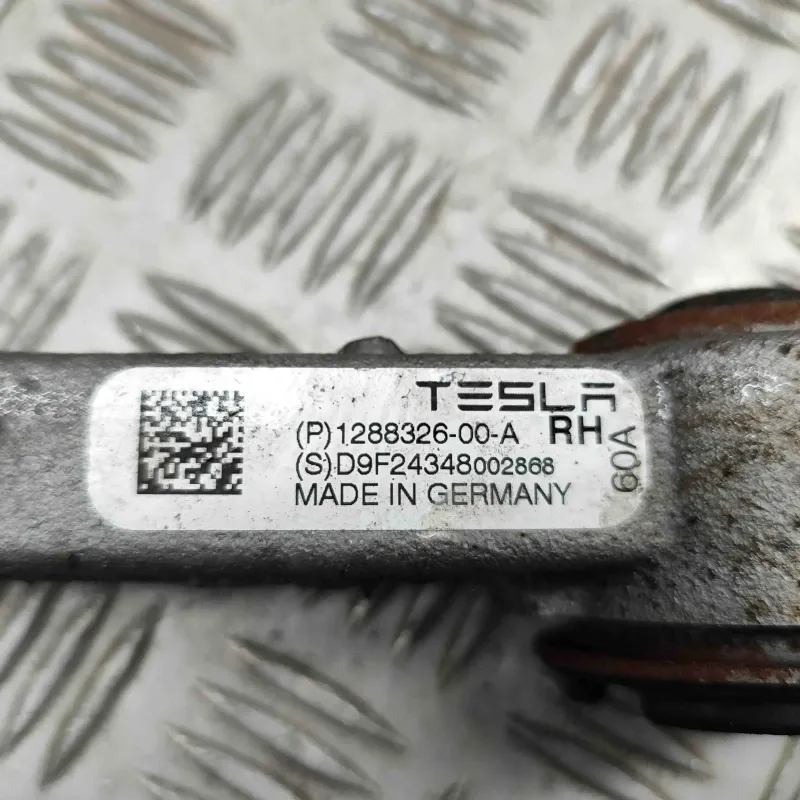 TESLA
(P)1288326-00-A RH
(S)D9F24348002868
MADE IN GERMANY
60A